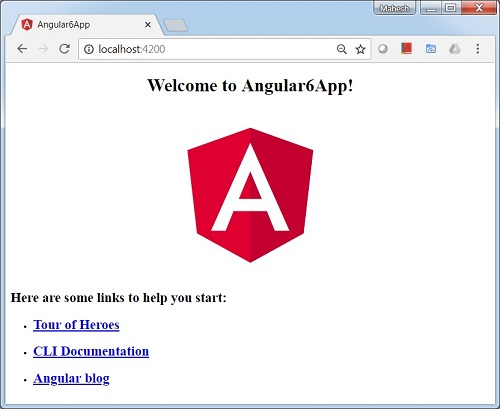 Mahesh
Angular6App
localhost:4200
Welcome to Angular6App!
A
Here are some links to help you start:
Tour of Heroes
CLI Documentation
Angular blog